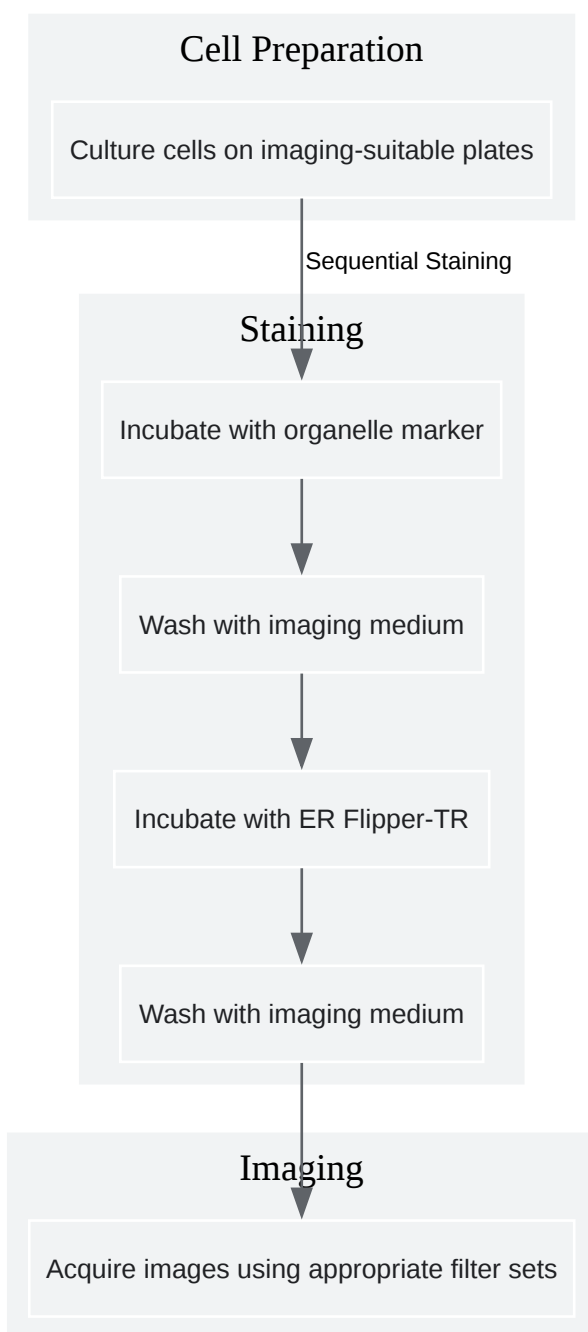 Cell Preparation
Culture cells on imaging-suitable plates
Sequential Staining
Staining
Incubate with organelle marker
Wash with imaging medium
Incubate with ER Flipper-TR
Wash with imaging medium
Imaging
Acquire images using appropriate filter sets